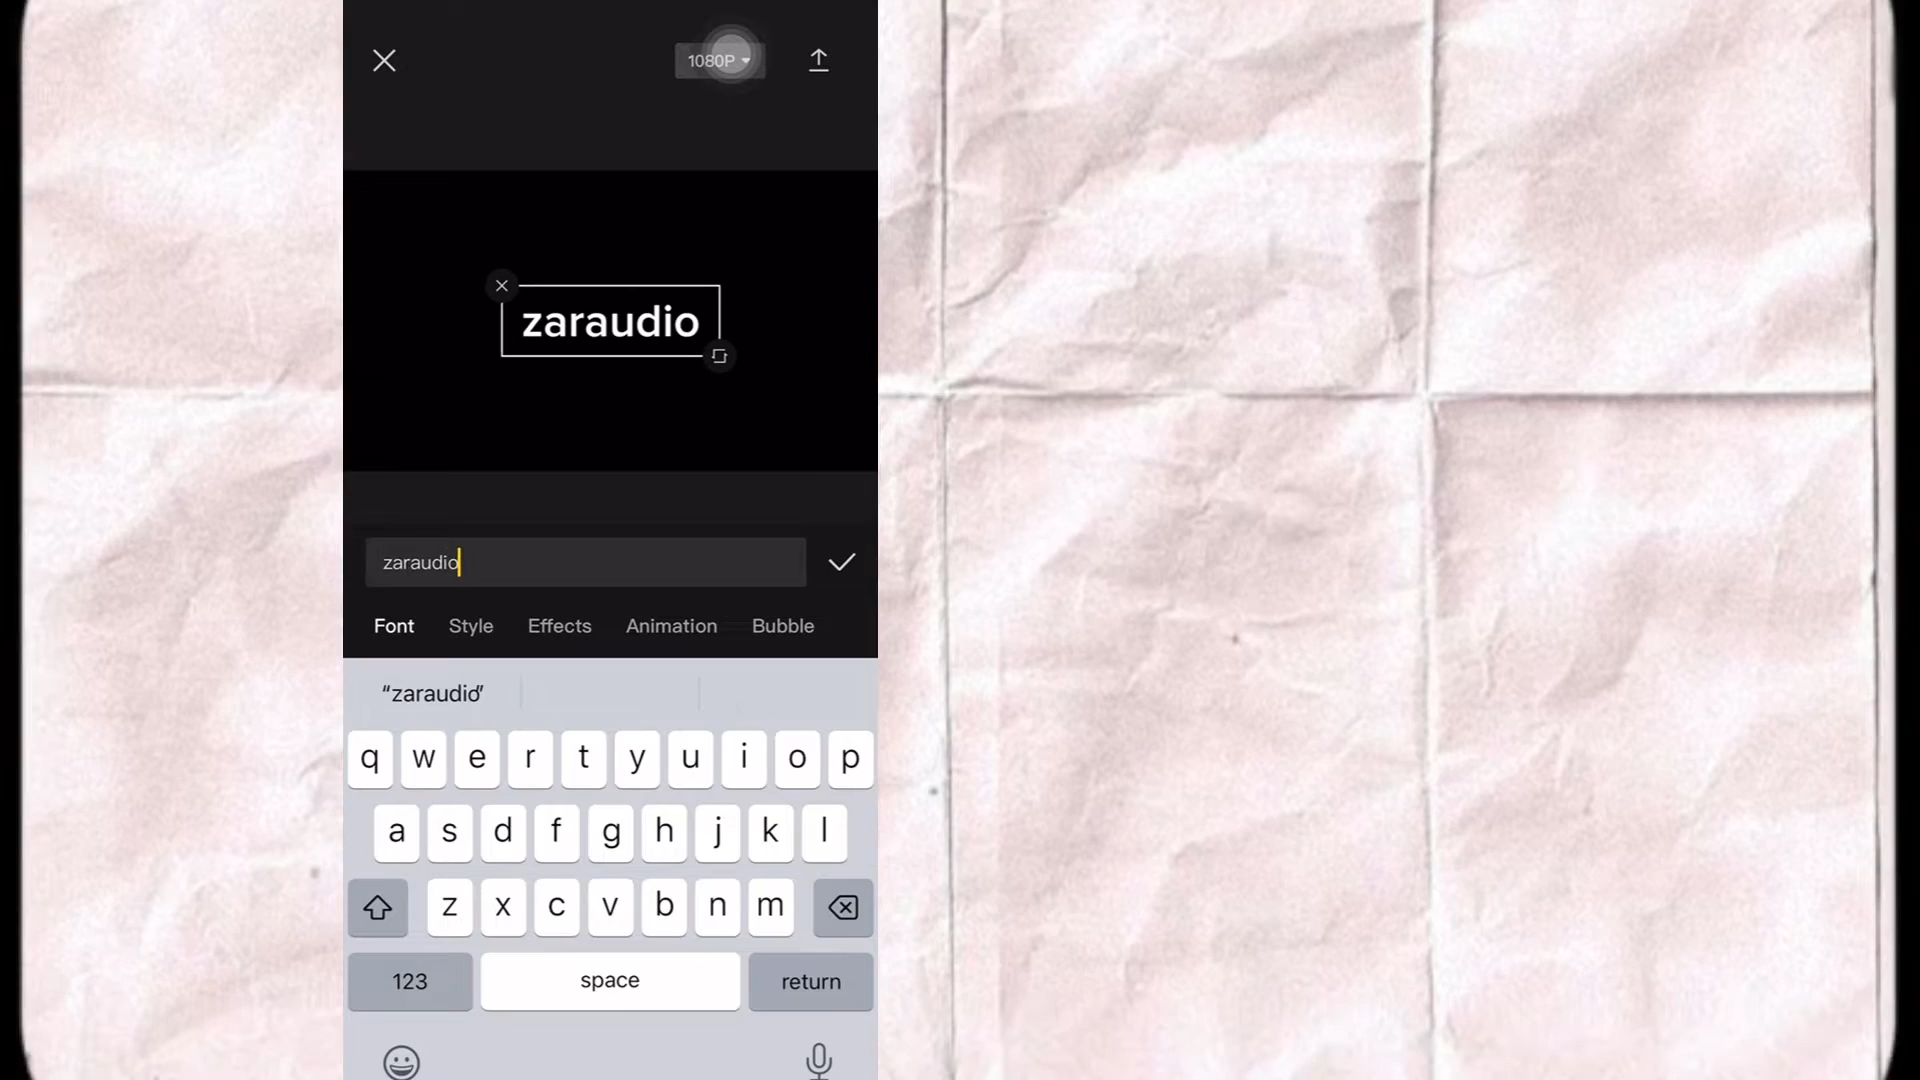 1080P
zaraudio
zaraudio
Font Style Effects Animation Bubble
“zaraudio”
q w e r t y u i o p
a s d f g h j k l
z x c v b n m
123 space return